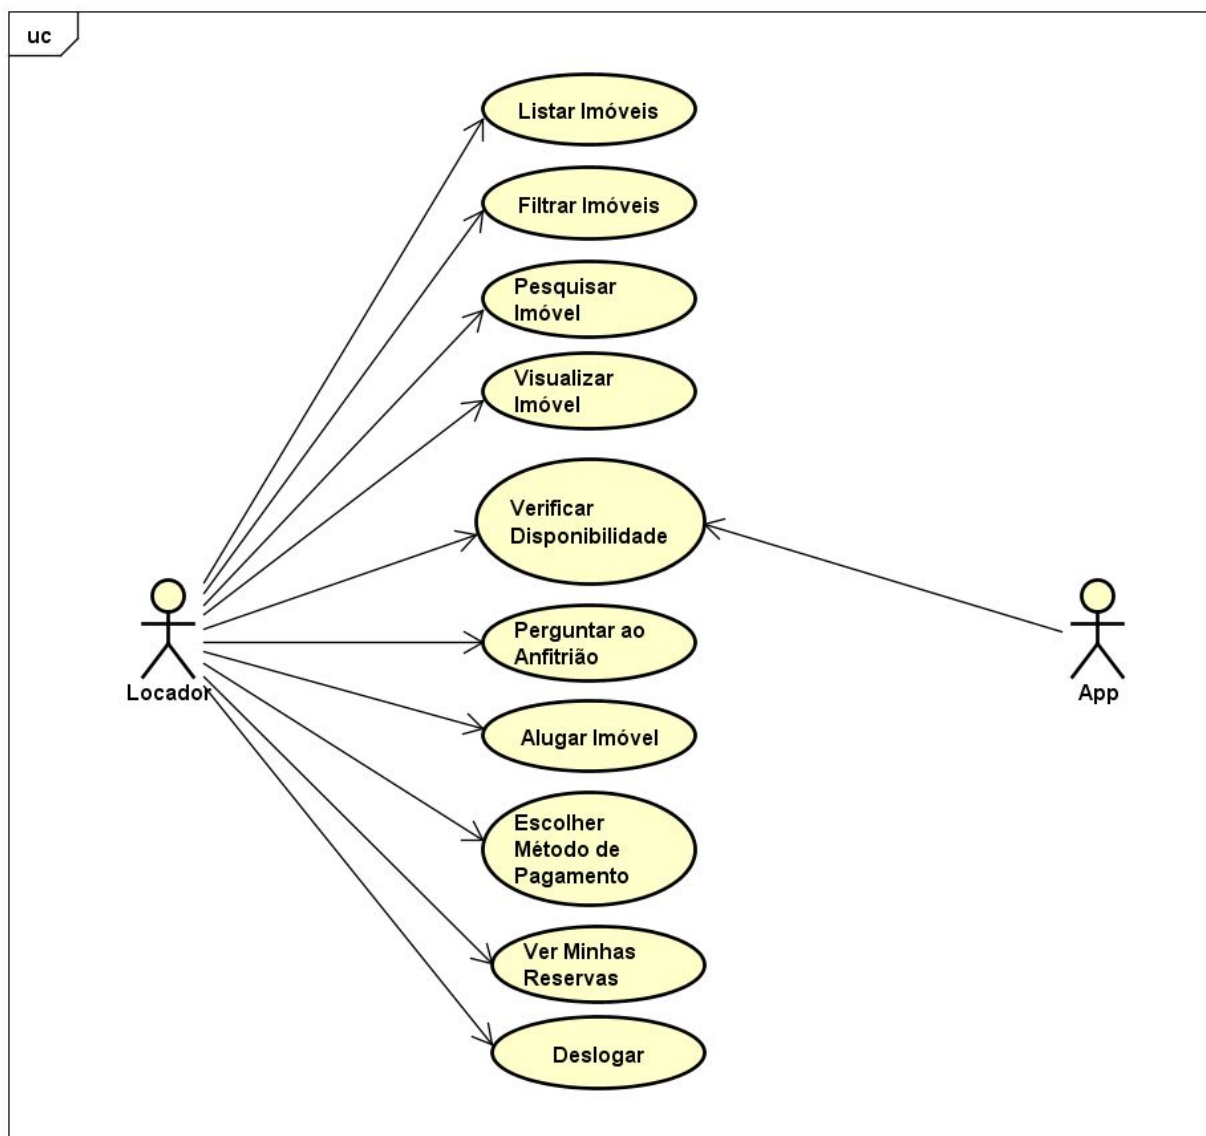 uc
Listar Imóveis
Filtrar Imóveis
Pesquisar
Imóvel
Visualizar
Imóvel
Verificar
Disponibilidade
Perguntar ao
Anfitrião
Locador
App
Alugar Imóvel
Escolher
Método de
Pagamento
Ver Minhas
Reservas
Deslogar